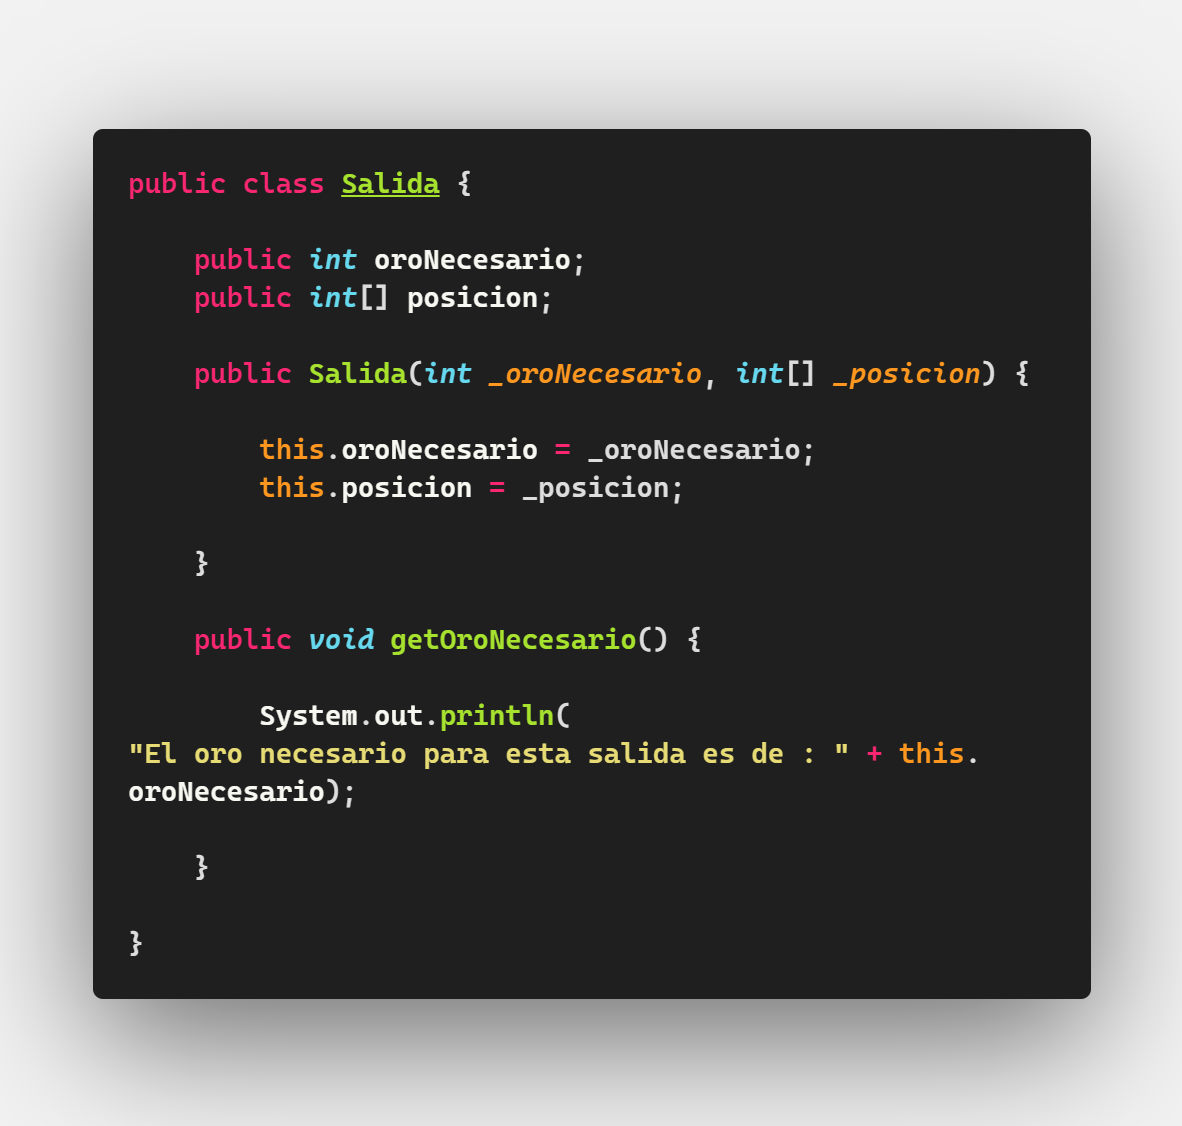 public class Salida {
public int oroNecesario;
public int[] posicion;
public Salida(int _oroNecesario, int[] _posicion) {
this.oroNecesario = _oroNecesario;
this.posicion = _posicion;
}
public void getOroNecesario() {
System.out.println(
"El oro necesario para esta salida es de : " + this.
oroNecesario);
}
}